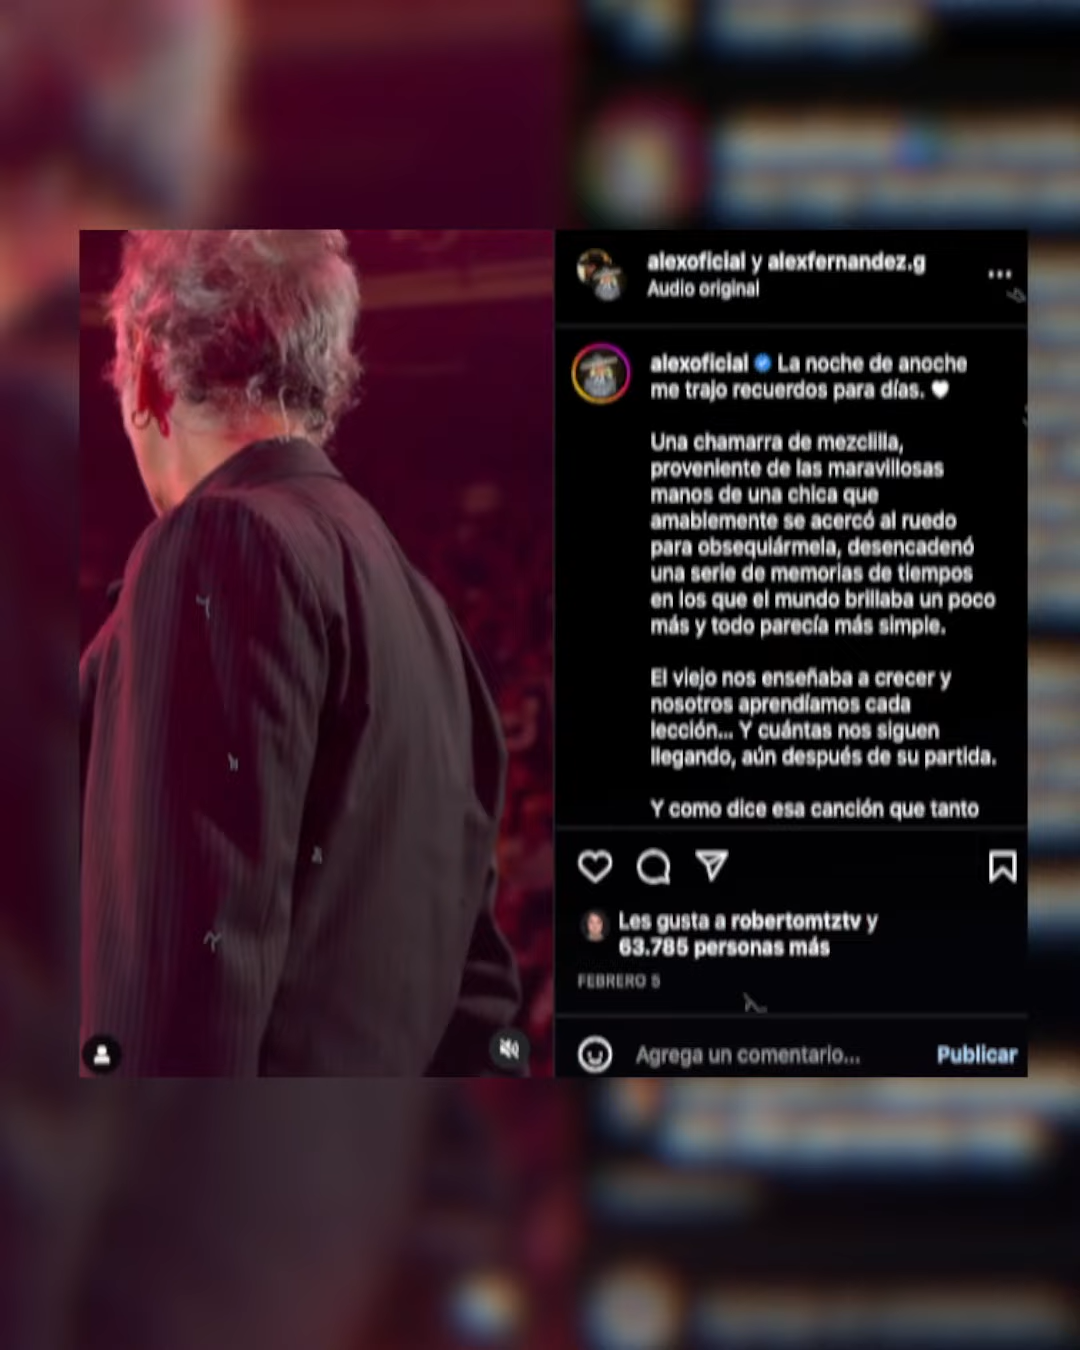 alexoficial y alexfernandez.g
Audio original
alexoficial La noche de anoche
me trajo recuerdos para días.
Una chamarra de mezclilla,
proveniente de las maravillosas
manos de una chica que
amablemente se acercó al ruedo
para obsequiármela, desencadenó
una serie de memorias de tiempos
en los que el mundo brillaba un poco
más y todo parecía más simple.
El viejo nos enseñaba a crecer y
nosotros aprendíamos cada
lección... Y cuántas nos siguen
llegando, aún después de su partida.
Y como dice esa canción que tanto
Les gusta a robertomtztv y
63.785 personas más
FEBRERO 5
Agrega un comentario...
Publicar